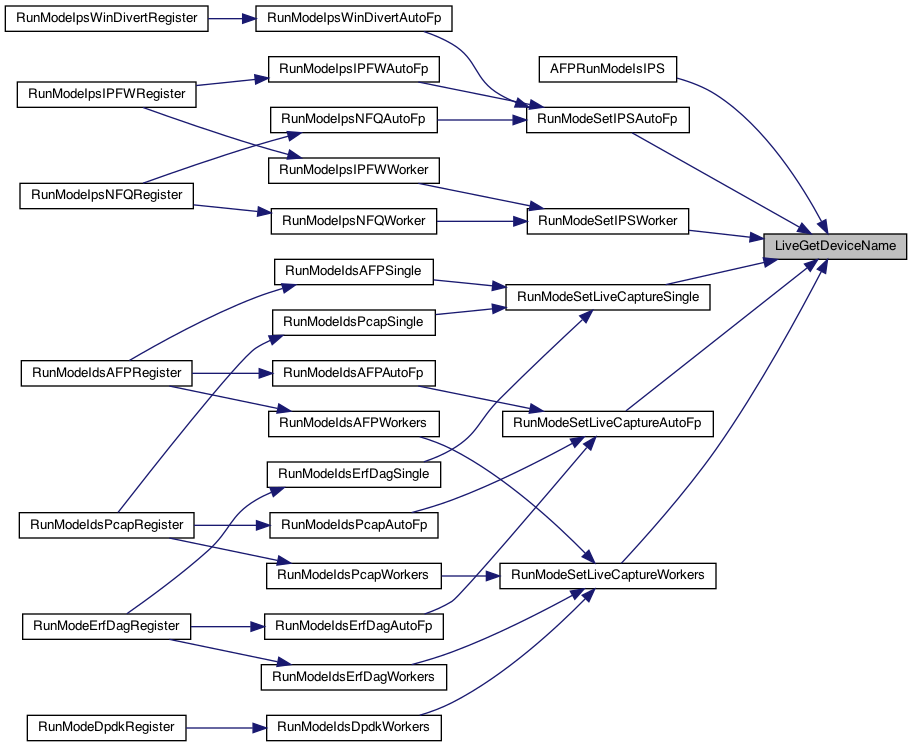 RunModeIpsWinDivertRegister
RunModeIpsWinDivertAutoFp
RunModeIpsIPFWAutoFp
AFPRunModeIsIPS
RunModeIpsIPFWRegister
RunModeIpsNFQAutoFp
RunModeSetIPSAutoFp
RunModeIpsIPFWWorker
RunModeIpsNFQRegister
RunModeIpsNFQWorker
RunModeSetIPSWorker
LiveGetDeviceName
RunModeIdsAFPSingle
RunModeSetLiveCaptureSingle
RunModeIdsPcapSingle
RunModeIdsAFPRegister
RunModeIdsAFPAutoFp
RunModeIdsAFPWorkers
RunModeSetLiveCaptureAutoFp
RunModeIdsErfDagSingle
RunModeIdsPcapRegister
RunModeIdsPcapAutoFp
RunModeIdsPcapWorkers
RunModeSetLiveCaptureWorkers
RunModeErfDagRegister
RunModeIdsErfDagAutoFp
RunModeIdsErfDagWorkers
RunModeDpdkRegister
RunModeIdsDpdkWorkers